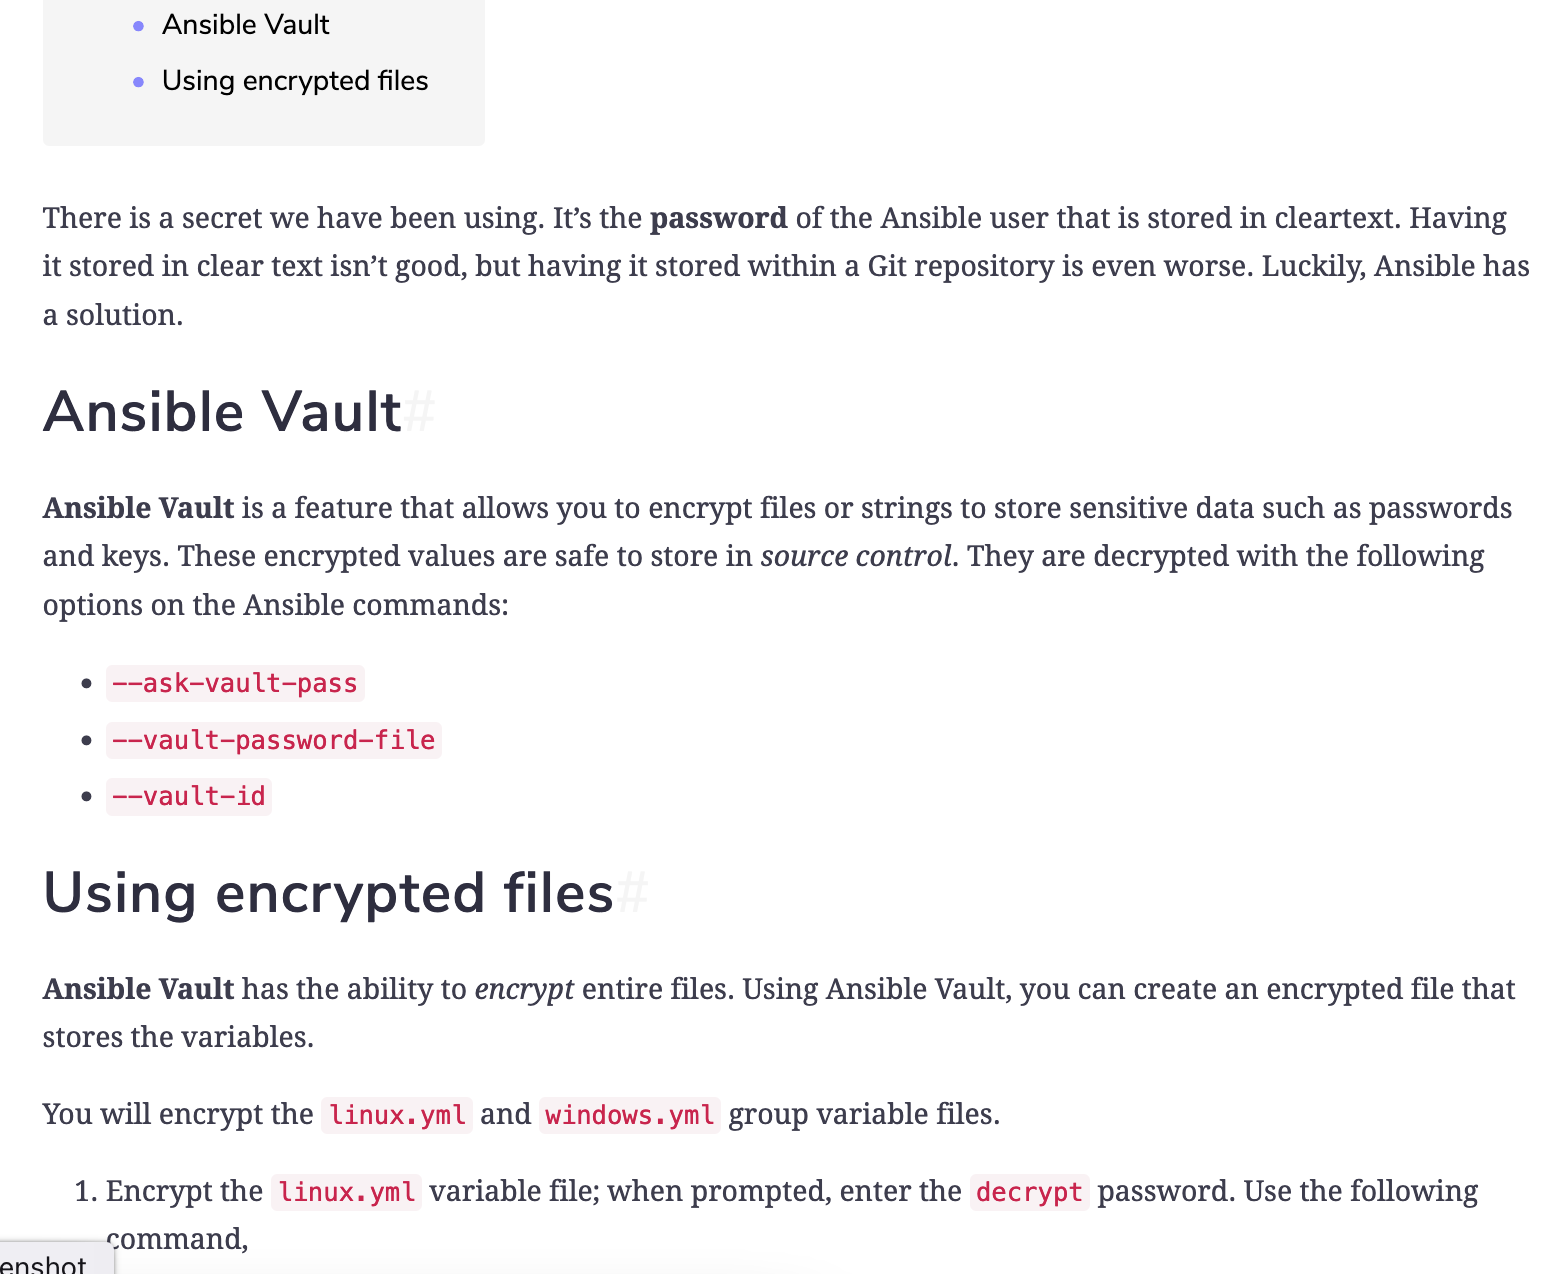 Ansible Vault
Using encrypted files
There is a secret we have been using. It’s the password of the Ansible user that is stored in cleartext. Having
it stored in clear text isn’t good, but having it stored within a Git repository is even worse. Luckily, Ansible has
a solution.
Ansible Vault#
Ansible Vault is a feature that allows you to encrypt files or strings to store sensitive data such as passwords
and keys. These encrypted values are safe to store in source control. They are decrypted with the following
options on the Ansible commands:
--ask-vault-pass
--vault-password-file
--vault-id
Using encrypted files#
Ansible Vault has the ability to encrypt entire files. Using Ansible Vault, you can create an encrypted file that
stores the variables.
You will encrypt the linux.yml and windows.yml group variable files.
1. Encrypt the linux.yml variable file; when prompted, enter the decrypt password. Use the following
command,
enshot